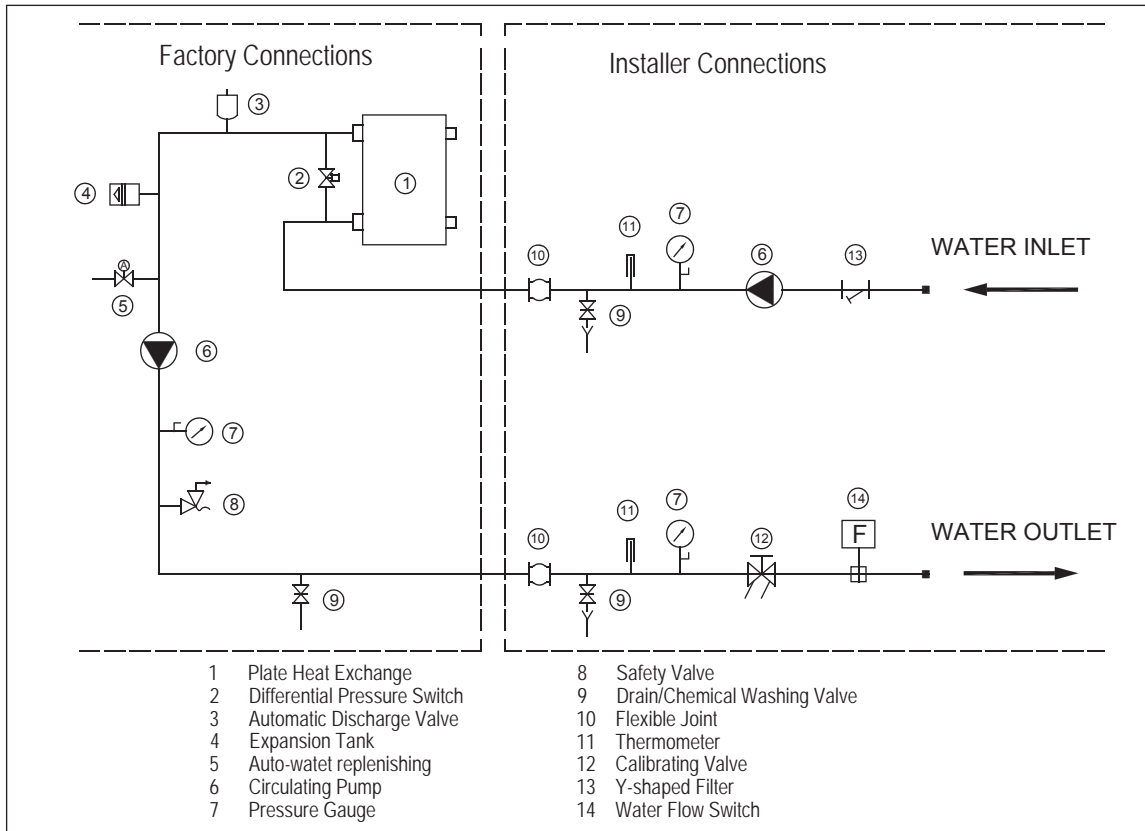 Factory Connections
Installer Connections
3
2
1
4
5
6
7
8
9
10
11
7
6
13
9
WATER INLET
10
11
7
12
14
F
9
WATER OUTLET
A
1 Plate Heat Exchange
2 Differential Pressure Switch
3 Automatic Discharge Valve
4 Expansion Tank
5 Auto-watet replenishing
6 Circulating Pump
7 Pressure Gauge
8 Safety Valve
9 Drain/Chemical Washing Valve
10 Flexible Joint
11 Thermometer
12 Calibrating Valve
13 Y-shaped Filter
14 Water Flow Switch